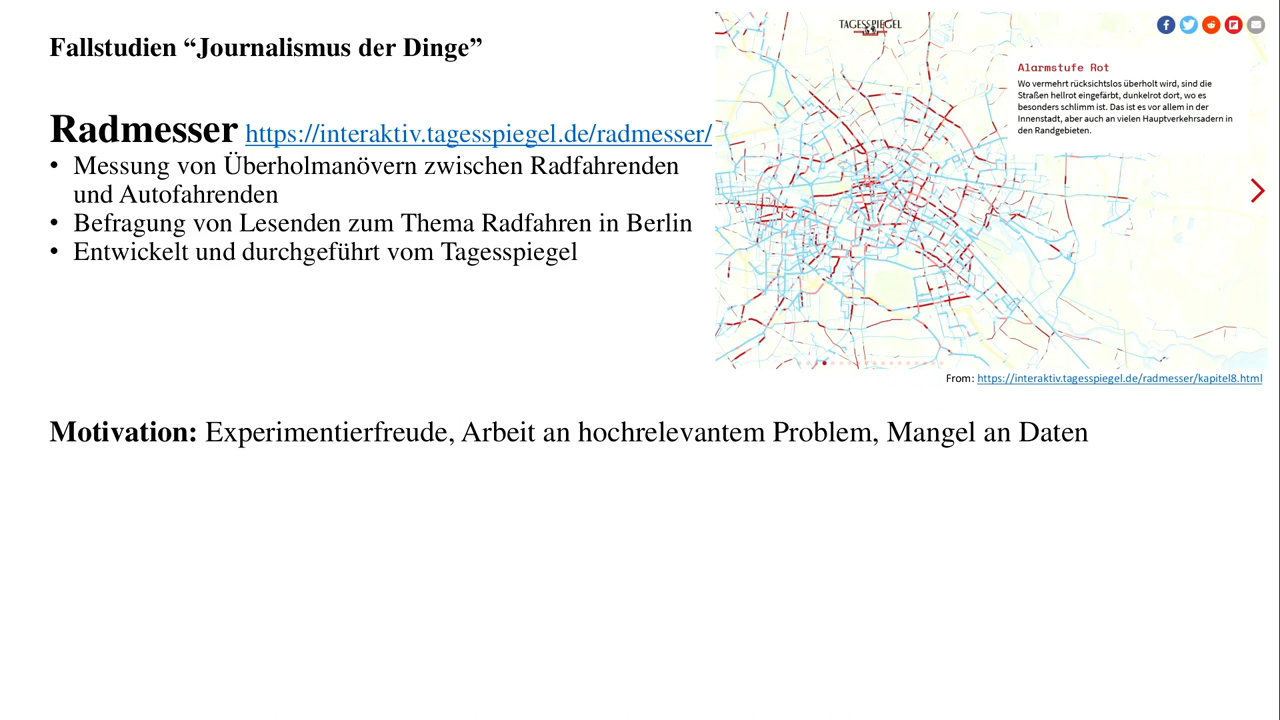 Fallstudien “Journalismus der Dinge”
Radmesser https://interaktiv.tagesspiegel.de/radmesser/
• Messung von Überholmanövern zwischen Radfahrenden
und Autofahrenden
• Befragung von Lesenden zum Thema Radfahren in Berlin
• Entwickelt und durchgeführt vom Tagesspiegel
TAGESSPIEGEL
Alarmstufe Rot
Wo vermehrt rücksichtslos überholt wird, sind die
Straßen hellrot eingefärbt, dunkelrot dort, wo es
besonders schlimm ist. Das ist es vor allem in der
Innenstadt, aber auch an vielen Hauptverkehrsadern in
den Randgebieten.
From: https://interaktiv.tagesspiegel.de/radmesser/kapitel8.html
Motivation: Experimentierfreude, Arbeit an hochrelevantem Problem, Mangel an Daten